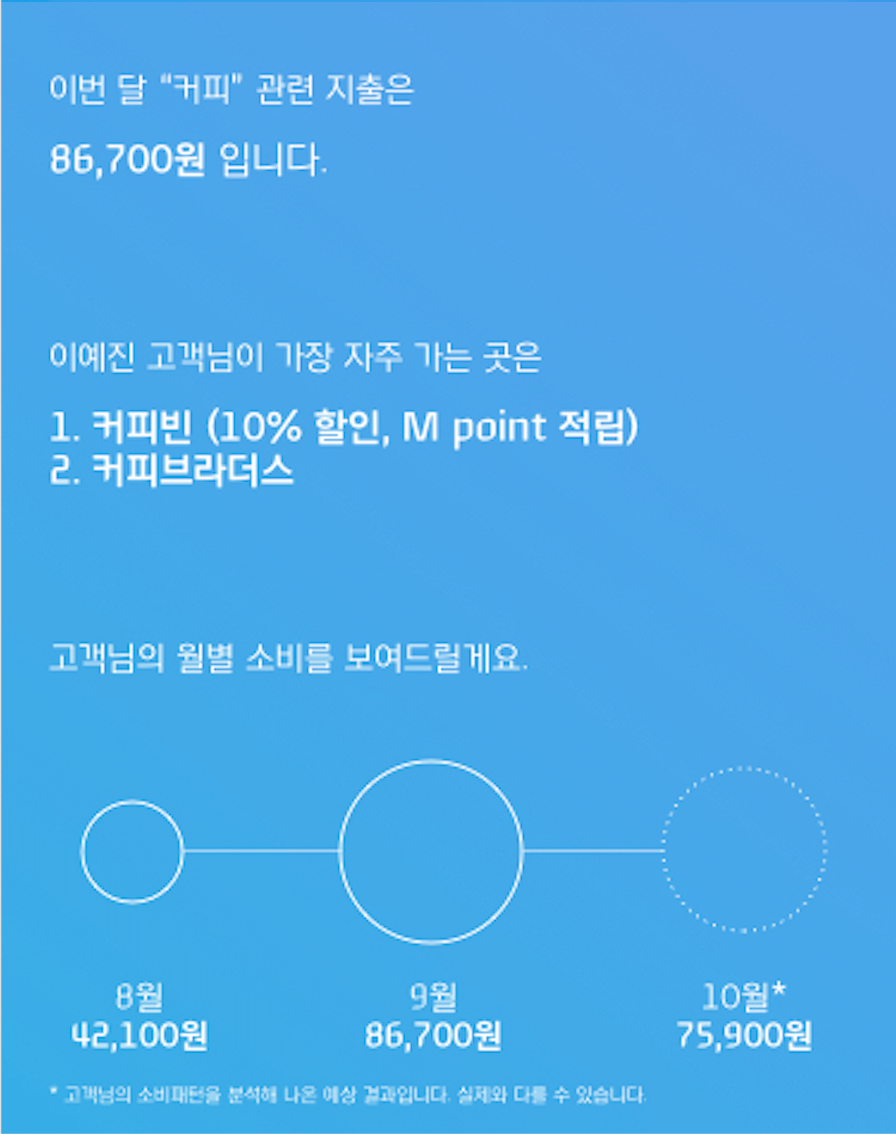 이번 달 “커피” 관련 지출은
86,700원 입니다.
이예진 고객님이 가장 자주 가는 곳은
1. 커피빈 (10% 할인, M point 적립)
2. 커피브라더스
고객님의 월별 소비를 보여드릴게요.
8월 9월 10월*
42,100원 86,700원 75,900원
* 고객님의 소비패턴을 분석해 나온 예상 결과입니다. 실제와 다를 수 있습니다.